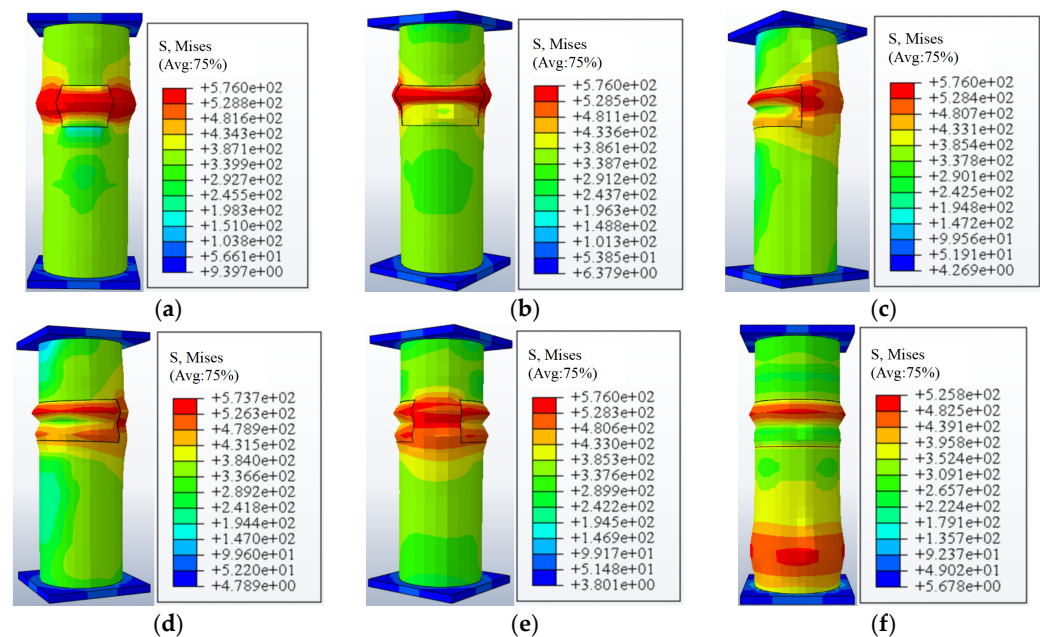 S, Mises
(Avg:75%)
+5.760e+02
+5.288e+02
+4.816e+02
+4.343e+02
+3.871e+02
+3.399e+02
+2.927e+02
+2.455e+02
+1.983e+02
+1.510e+02
+1.038e+02
+5.661e+01
+9.397e+00
(a)
S, Mises
(Avg:75%)
+5.760e+02
+5.285e+02
+4.811e+02
+4.336e+02
+3.861e+02
+3.387e+02
+2.912e+02
+2.437e+02
+1.963e+02
+1.488e+02
+1.013e+02
+5.385e+01
+6.379e+00
(b)
S, Mises
(Avg:75%)
+5.760e+02
+5.284e+02
+4.807e+02
+4.331e+02
+3.854e+02
+3.378e+02
+2.901e+02
+2.425e+02
+1.948e+02
+1.472e+02
+9.956e+01
+5.191e+01
+4.269e+00
(c)
S, Mises
(Avg:75%)
+5.737e+02
+5.263e+02
+4.789e+02
+4.315e+02
+3.840e+02
+3.366e+02
+2.892e+02
+2.418e+02
+1.944e+02
+1.470e+02
+9.960e+01
+5.220e+01
+4.789e+00
(d)
S, Mises
(Avg:75%)
+5.760e+02
+5.283e+02
+4.806e+02
+4.330e+02
+3.853e+02
+3.376e+02
+2.899e+02
+2.422e+02
+1.945e+02
+1.469e+02
+9.917e+01
+5.148e+01
+3.801e+00
(e)
S, Mises
(Avg:75%)
+5.258e+02
+4.825e+02
+4.391e+02
+3.958e+02
+3.524e+02
+3.091e+02
+2.657e+02
+2.224e+02
+1.791e+02
+1.357e+02
+9.237e+01
+4.902e+01
+5.678e+00
(f)